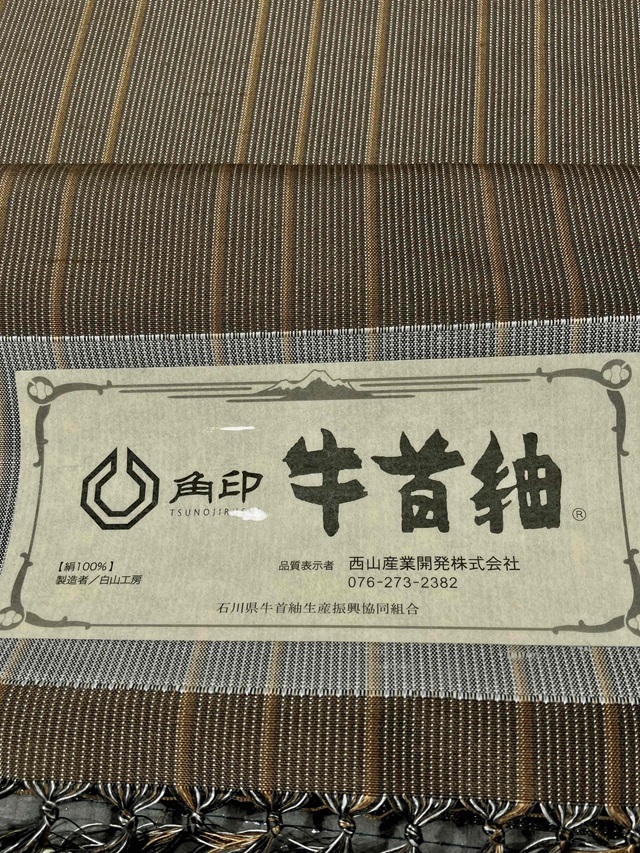 角印
牛首紬®
【絹100%】
製造者／白山工房
品質表示者 西山産業開発株式会社
076-273-2382
石川県牛首紬生産振興協同組合